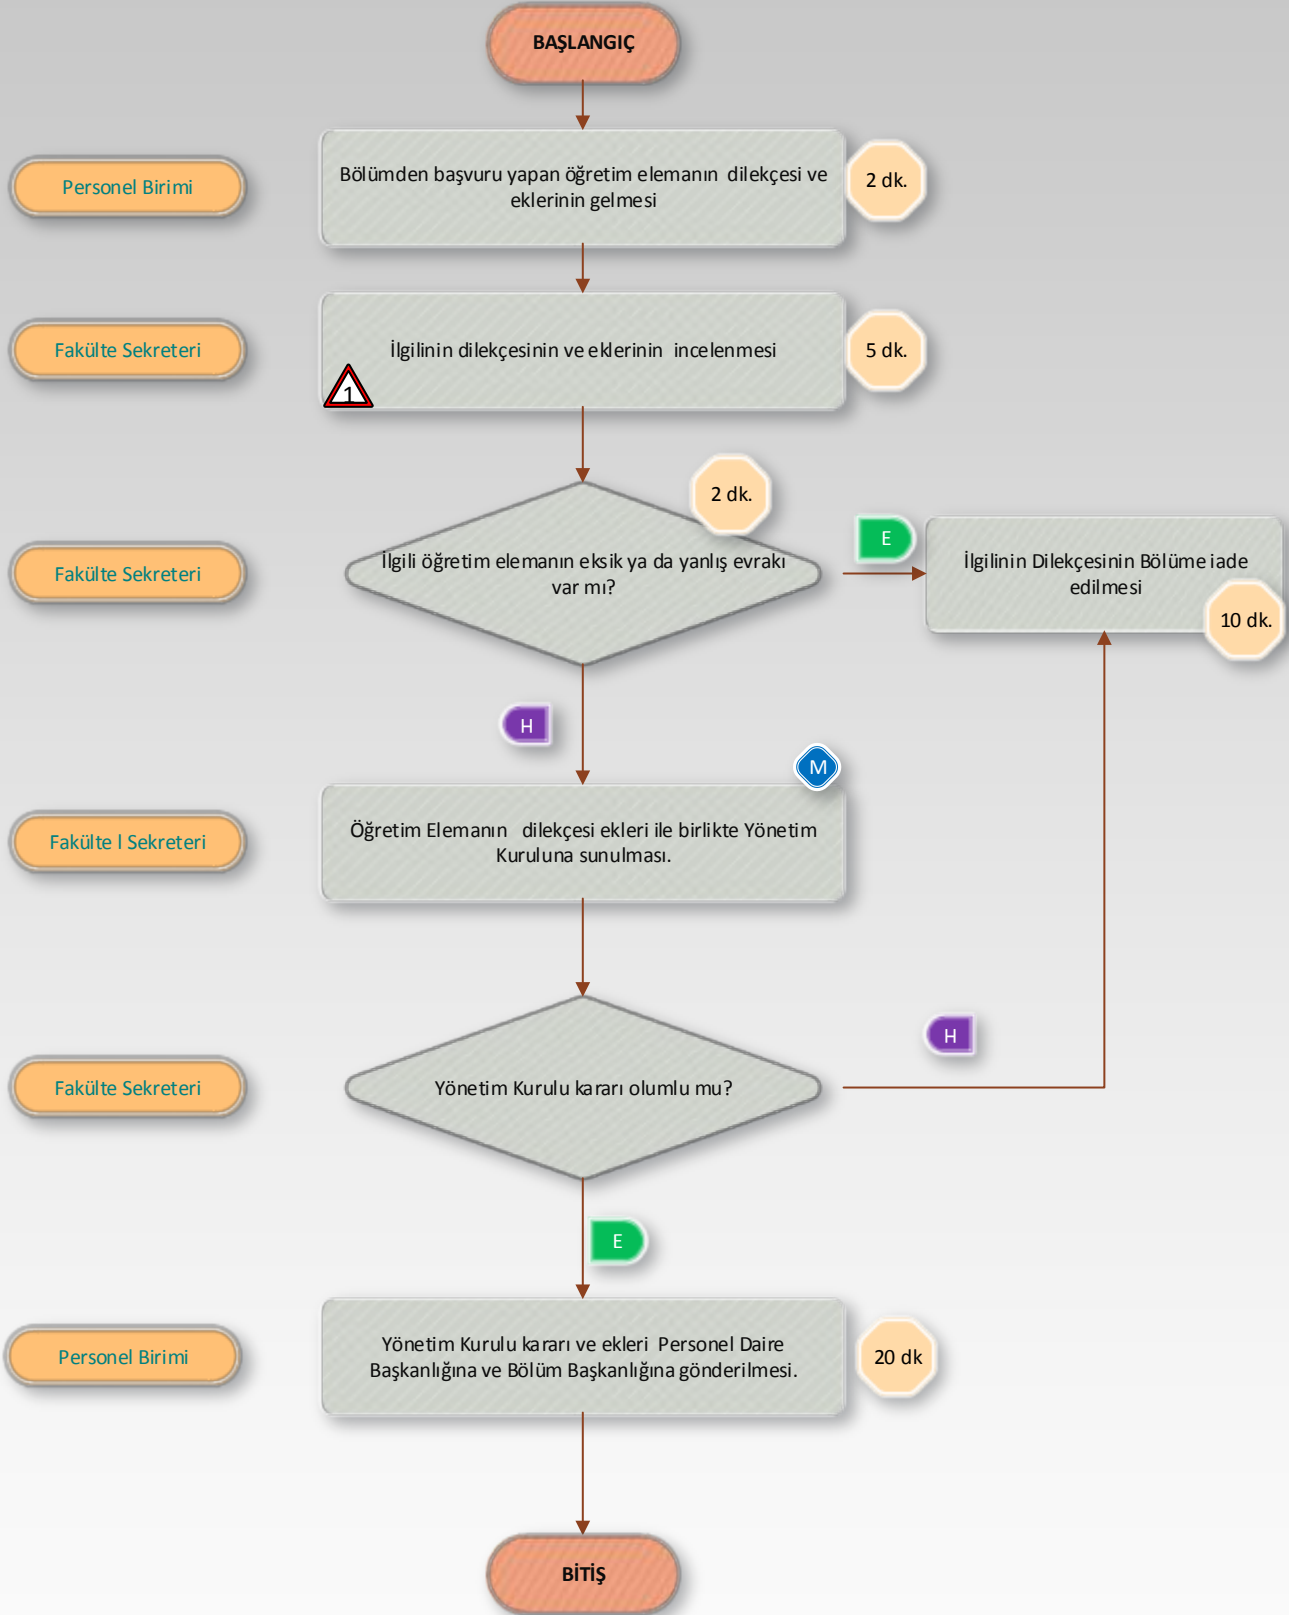 BAŞLANGIÇ
Personel Birimi
Bölümden başvuru yapan öğretim elemanın dilekçesi ve
eklerinin gelmesi
2 dk.
Fakülte Sekreteri
İlgilinin dilekçesinin ve eklerinin incelenmesi
1
5 dk.
2 dk.
Fakülte Sekreteri
İlgili öğretim elemanın eksik ya da yanlış evrakı
var mı?
E
İlgilinin Dilekçesinin Bölüme iade
edilmesi
10 dk.
H
M
Fakülte l Sekreteri
Öğretim Elemanın dilekçesi ekleri ile birlikte Yönetim
Kuruluna sunulması.
Fakülte Sekreteri
Yönetim Kurulu kararı olumlu mu?
H
E
Personel Birimi
Yönetim Kurulu kararı ve ekleri Personel Daire
Başkanlığına ve Bölüm Başkanlığına gönderilmesi.
20 dk
BİTİŞ